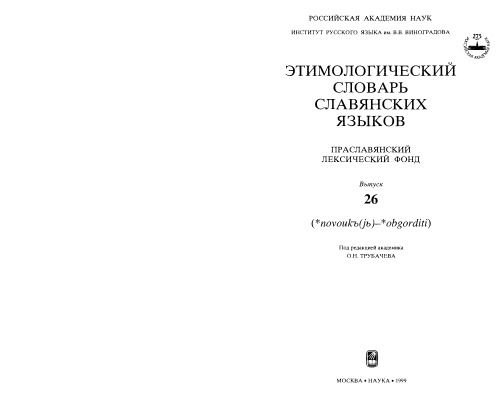 РОССИЙСКАЯ АКАДЕМИЯ НАУК
ИНСТИТУТ РУССКОГО ЯЗЫКА им. В.В. ВИНОГРАДОВА
275
ЭТИМОЛОГИЧЕСКИЙ
СЛОВАРЬ
СЛАВЯНСКИХ
ЯЗЫКОВ
ПРАСЛАВЯНСКИЙ
ЛЕКСИЧЕСКИЙ ФОНД
Выпуск
26
(*novoukъ(jь)–*obgorditi)
Под редакцией академика
О.Н. ТРУБАЧЕВА
МОСКВА • НАУКА • 1999